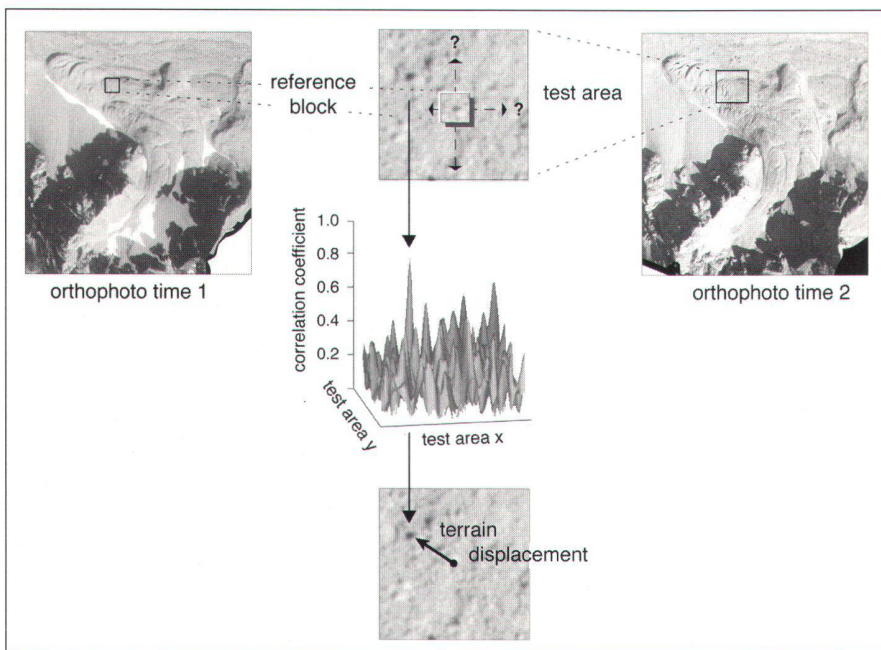 ?
reference
block
?
test area
orthophoto time 1
orthophoto time 2
correlation coefficient
1.0
0.8
0.6
0.4
0.2
test area y
test area x
terrain
displacement